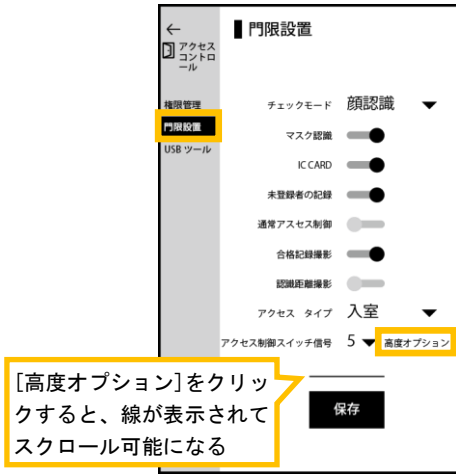 ←
アクセス
コントロ
ール
権限管理
門限設置
USB ツール
門限設置
チェックモード 顔認識 ▼
マスク認識
IC CARD
未登録者の記録
通常アスセス制御
合格記録撮影
認識距離撮影
アクセス タイプ 入室 ▼
アクセス制御スイッチ信号 5 ▼ 高度オプション
保存
[高度オプション]をクリッ
クすると、線が表示されて
スクロール可能になる